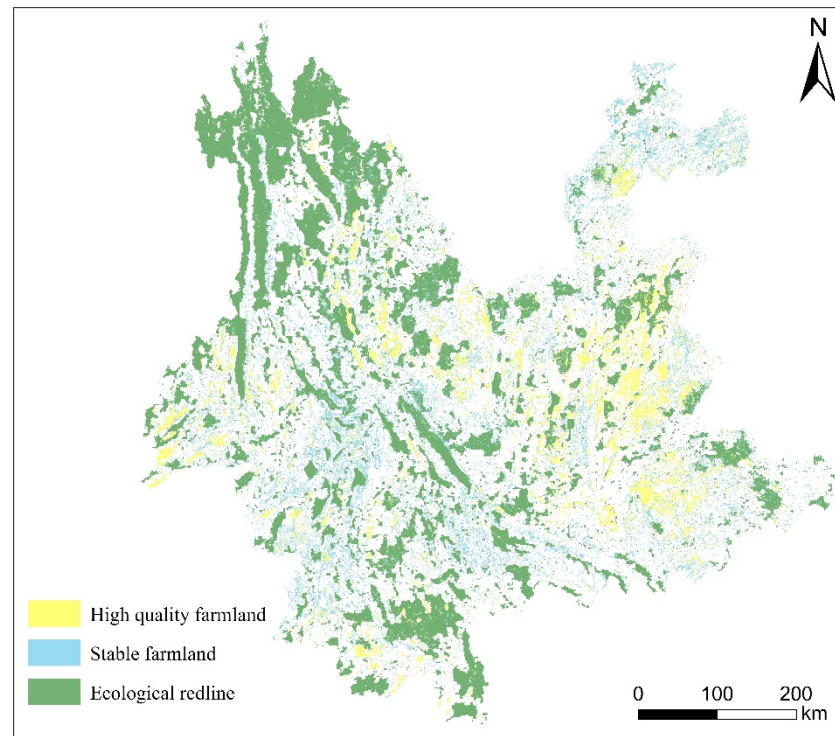 N
High quality farmland
Stable farmland
Ecological redline
0 100 200
km